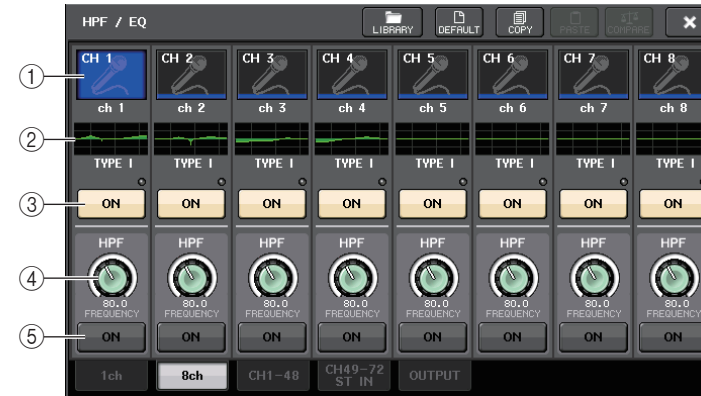 HPF / EQ
LIBRARY
DEFAULT
COPY
PASTE
COMPARE
×
①
CH 1 CH 2 CH 3 CH 4 CH 5 CH 6 CH 7 CH 8
ch 1 ch 2 ch 3 ch 4 ch 5 ch 6 ch 7 ch 8
②
TYPE I TYPE I TYPE I TYPE I TYPE I TYPE I TYPE I TYPE I
③
ON ON ON ON ON ON ON ON
HPF HPF HPF HPF HPF HPF HPF HPF
④
80.0 80.0 80.0 80.0 80.0 80.0 80.0 80.0
FREQUENCY FREQUENCY FREQUENCY FREQUENCY FREQUENCY FREQUENCY FREQUENCY FREQUENCY
⑤
ON ON ON ON ON ON ON ON
1ch
8ch
CH1-48
CH49-72
ST IN
OUTPUT